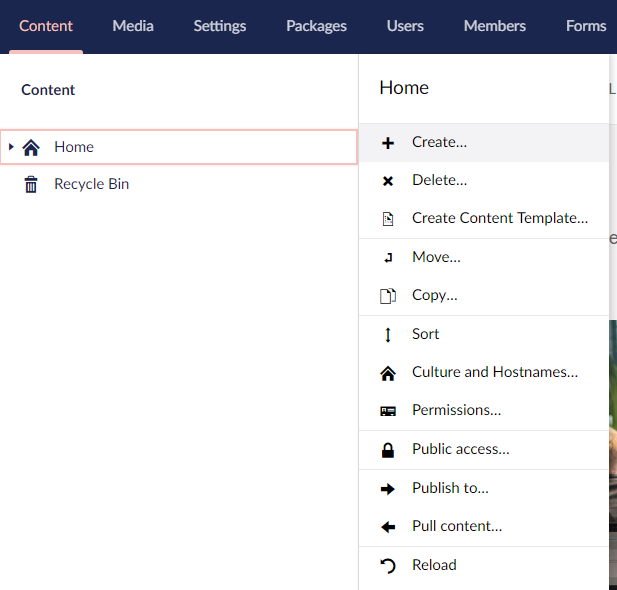 Content Media Settings Packages Users Members Forms
Content
Home
Recycle Bin
Home
Create...
Delete...
Create Content Template...
Move...
Copy...
Sort
Culture and Hostnames...
Permissions...
Public access...
Publish to...
Pull content...
Reload